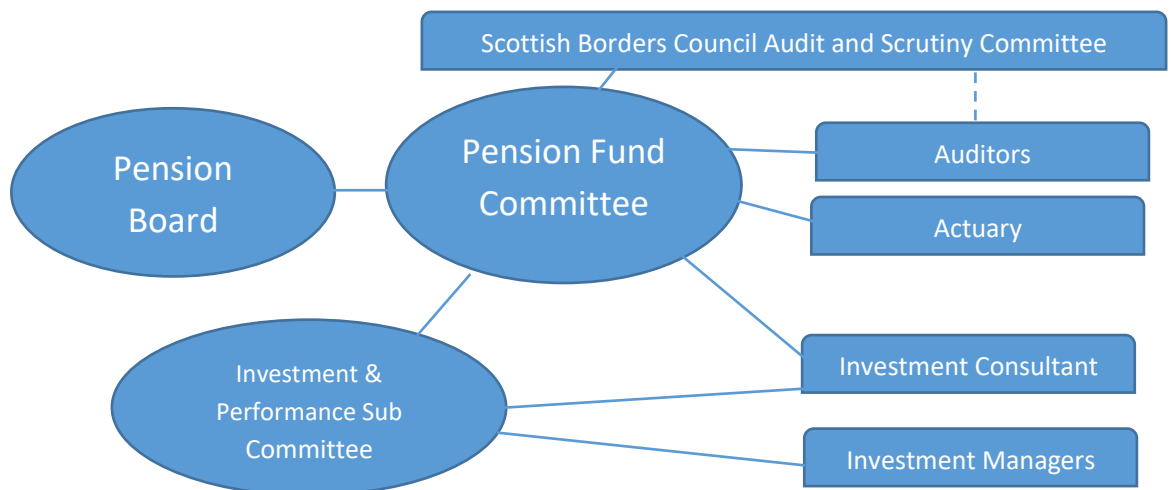 Scottish Borders Council Audit and Scrutiny Committee
Pension
Board
Pension Fund
Committee
Auditors
Actuary
Investment &
Performance Sub
Committee
Investment Consultant
Investment Managers